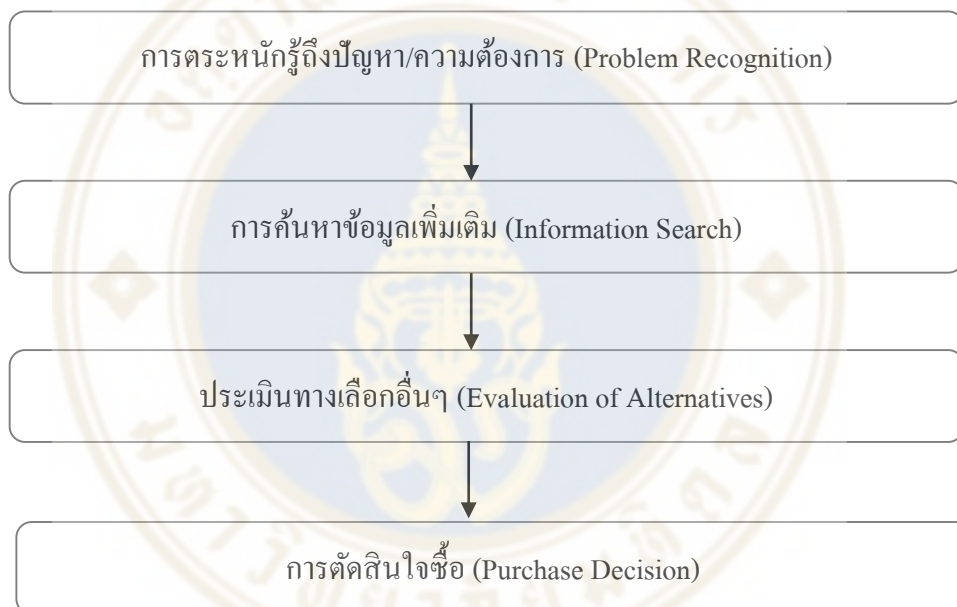 การตระหนักรู้ถึงปัญหา/ความต้องการ (Problem Recognition)
การค้นหาข้อมูลเพิ่มเติม (Information Search)
ประเมินทางเลือกอื่นๆ (Evaluation of Alternatives)
การตัดสินใจซื้อ (Purchase Decision)